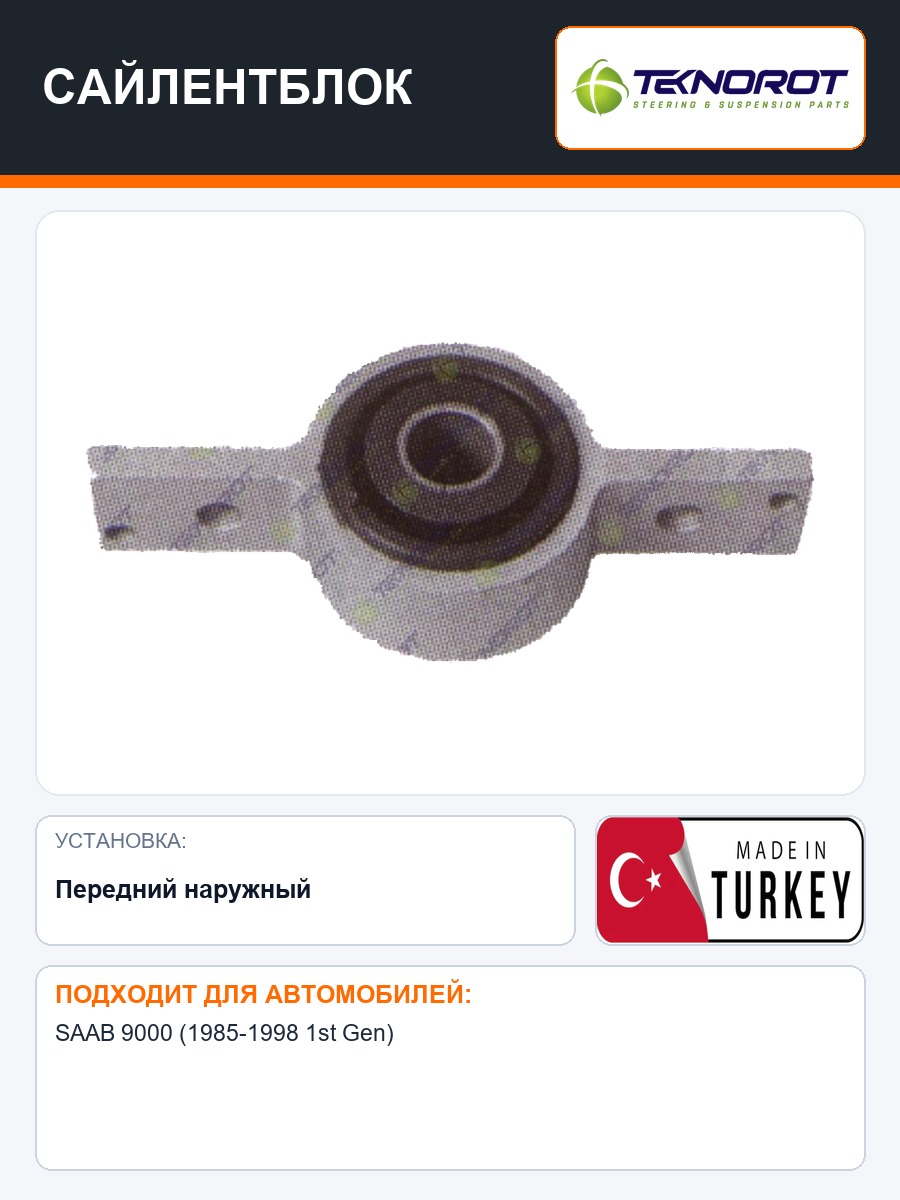 САЙЛЕНТБЛОК
TEKNOROT
STEERING & SUSPENSION PARTS
УСТАНОВКА:
Передний наружный
MADE IN
TURKEY
ПОДХОДИТ ДЛЯ АВТОМОБИЛЕЙ:
SAAB 9000 (1985-1998 1st Gen)